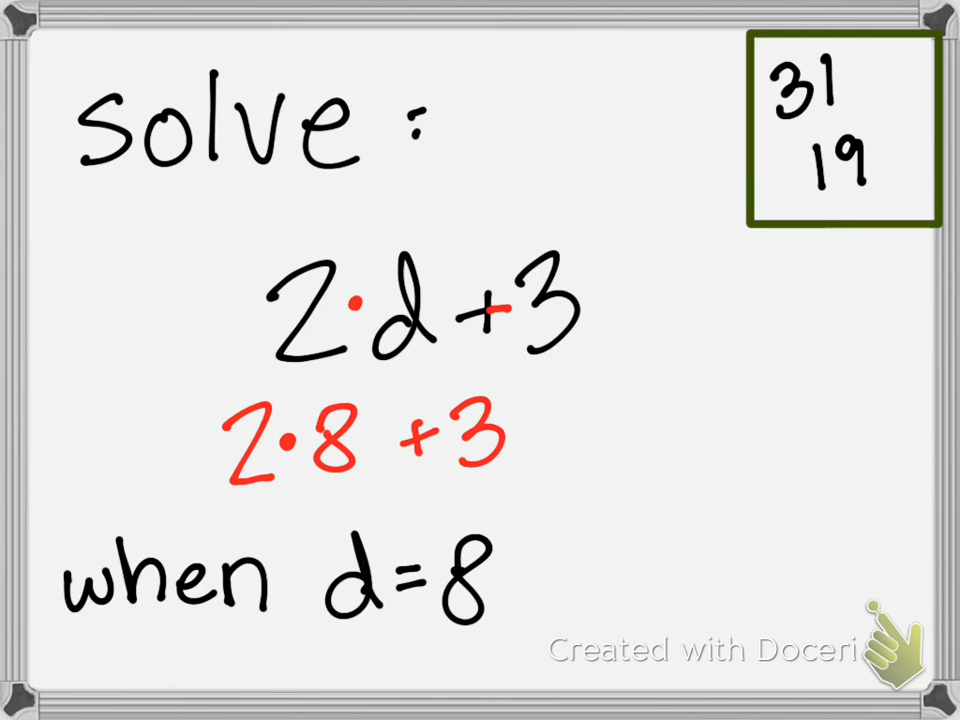 solve :
31
19
2·d+3
2·8 +3
when d=8
Created with Doceri